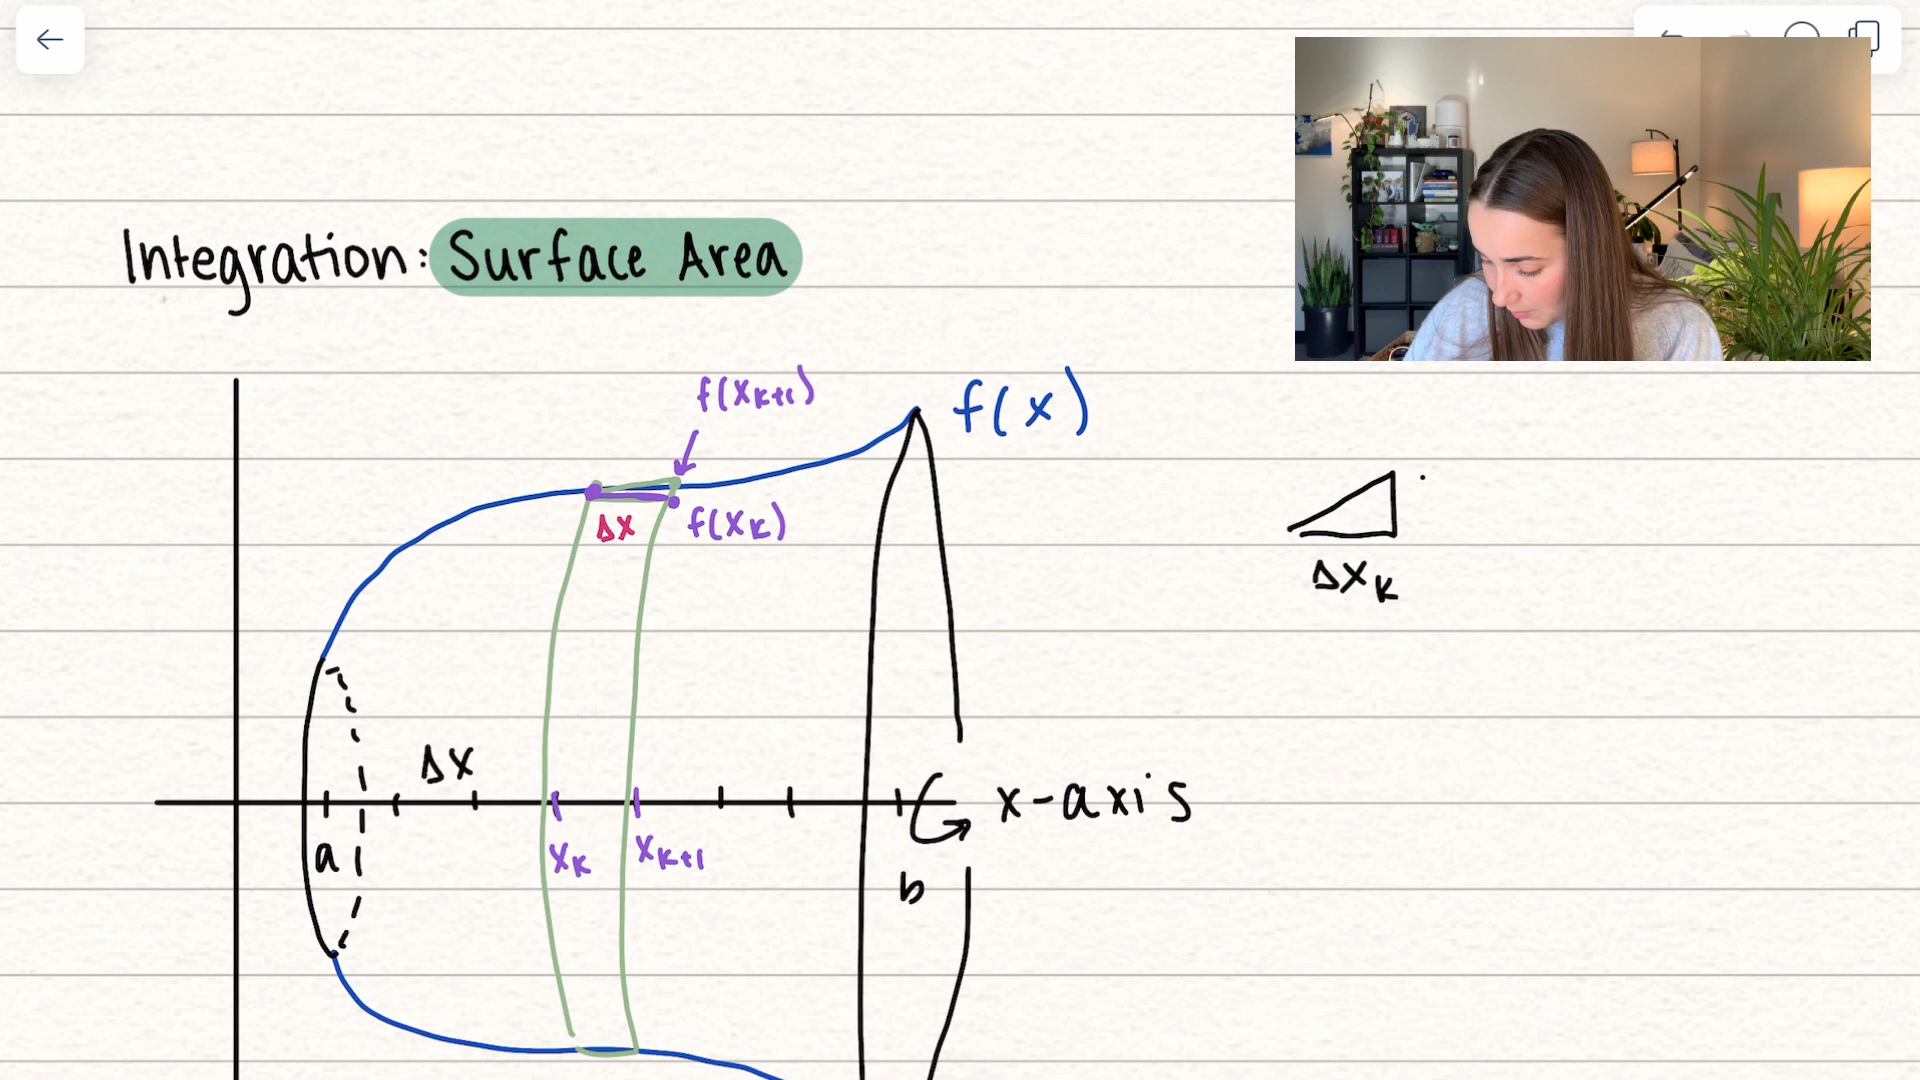 Integration: Surface Area
f(xₖ₊₁)
f(x)
Δx
f(xₖ)
Δxₖ
Δx
x-axis
a
xₖ
xₖ₊₁
b